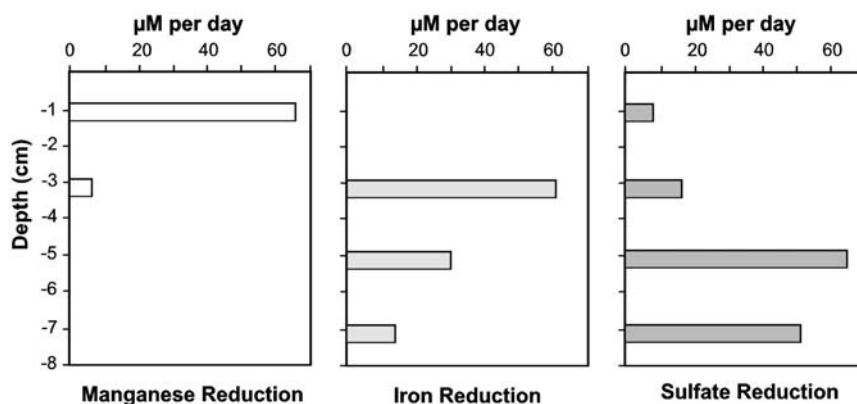 µM per day
0 20 40 60
µM per day
0 20 40 60
µM per day
0 20 40 60
Depth (cm)
-1
-2
-3
-4
-5
-6
-7
-8
Manganese Reduction
Iron Reduction
Sulfate Reduction